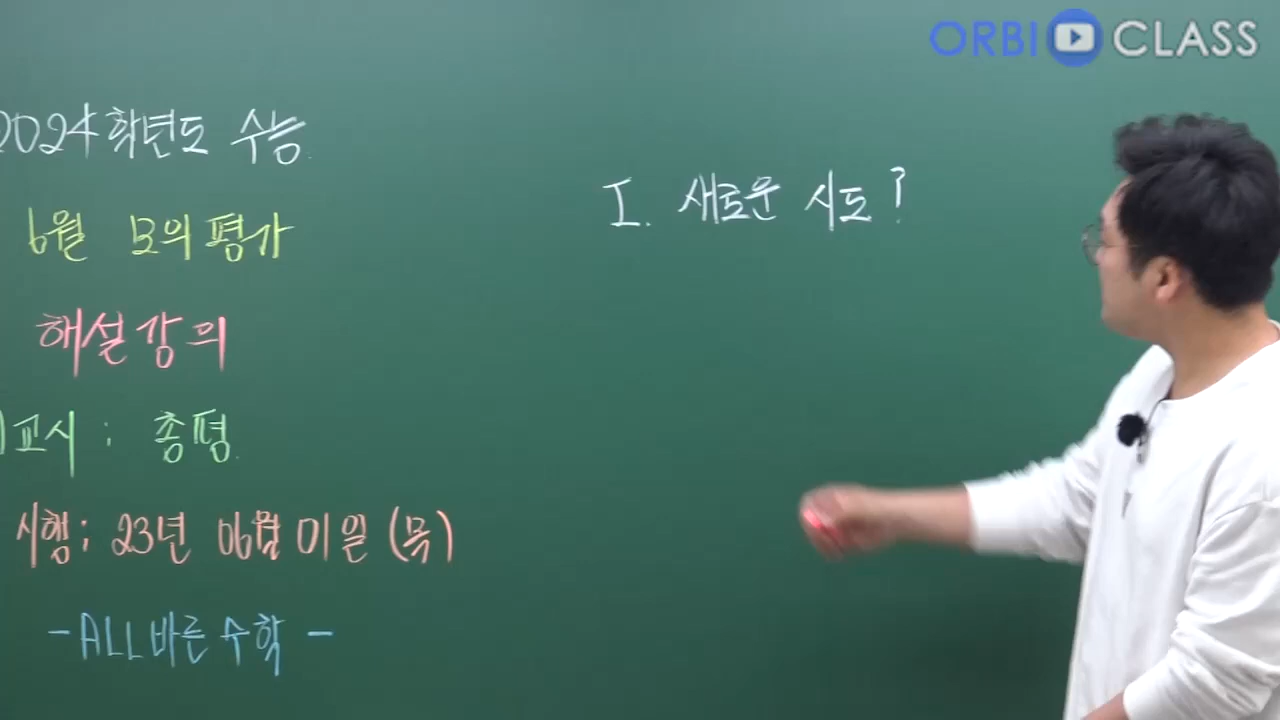 ORBI CLASS
2024학년도 수능
6월 모의평가
해설강의
교시 : 총평
시행 : 23년 06월 01일 (목)
- ALL바른수학 -
I. 새로운 시도?